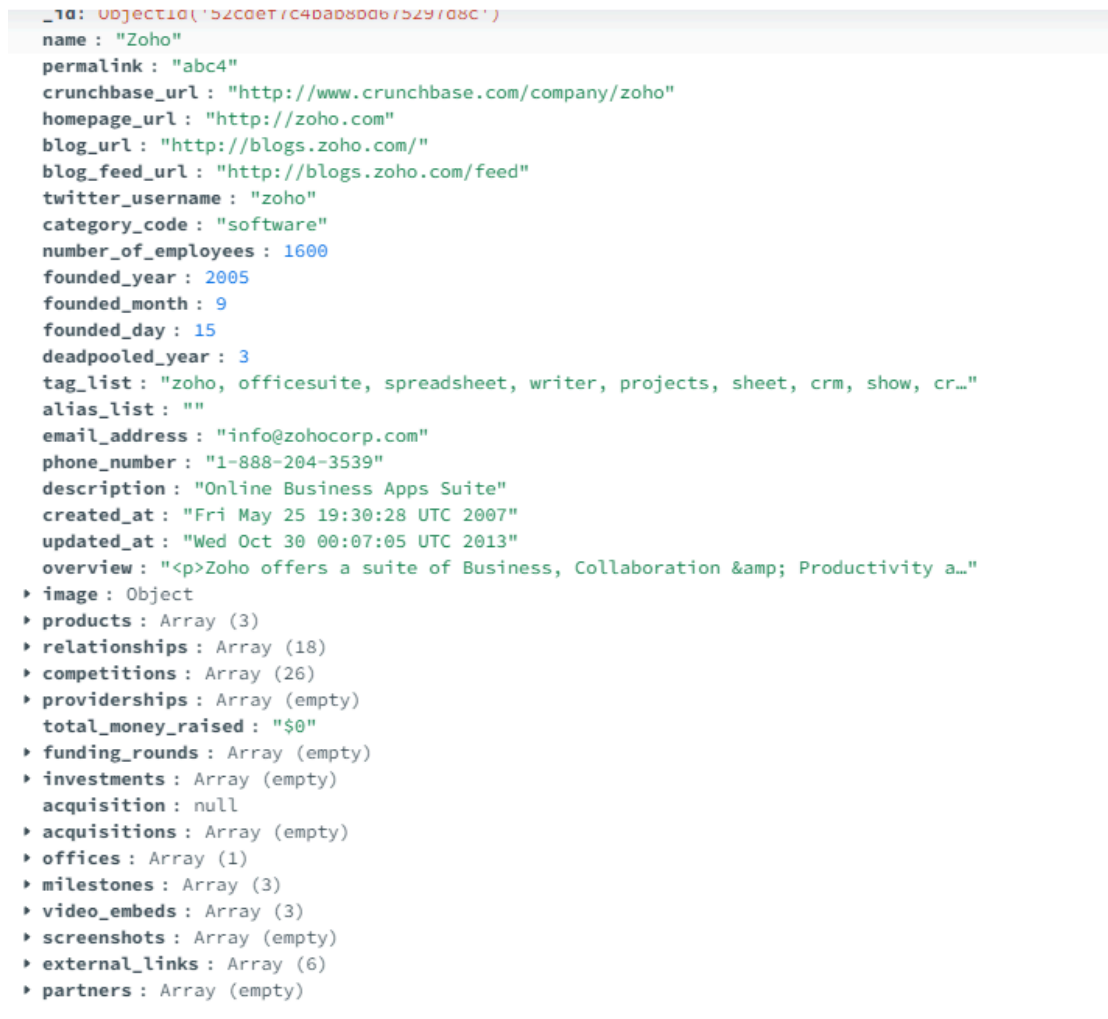 _id: ObjectId('52cdef7c4bab8bd675297d8c')
name : "Zoho"
permalink : "abc4"
crunchbase_url : "http://www.crunchbase.com/company/zoho"
homepage_url : "http://zoho.com"
blog_url : "http://blogs.zoho.com/"
blog_feed_url : "http://blogs.zoho.com/feed"
twitter_username : "zoho"
category_code : "software"
number_of_employees : 1600
founded_year : 2005
founded_month : 9
founded_day : 15
deadpooled_year : 3
tag_list : "zoho, officesuite, spreadsheet, writer, projects, sheet, crm, show, cr…"
alias_list : ""
email_address : "info@zohocorp.com"
phone_number : "1-888-204-3539"
description : "Online Business Apps Suite"
created_at : "Fri May 25 19:30:28 UTC 2007"
updated_at : "Wed Oct 30 00:07:05 UTC 2013"
overview : "<p>Zoho offers a suite of Business, Collaboration &amp; Productivity a…"
image : Object
products : Array (3)
relationships : Array (18)
competitions : Array (26)
providerships : Array (empty)
total_money_raised : "$0"
funding_rounds : Array (empty)
investments : Array (empty)
acquisition : null
acquisitions : Array (empty)
offices : Array (1)
milestones : Array (3)
video_embeds : Array (3)
screenshots : Array (empty)
external_links : Array (6)
partners : Array (empty)